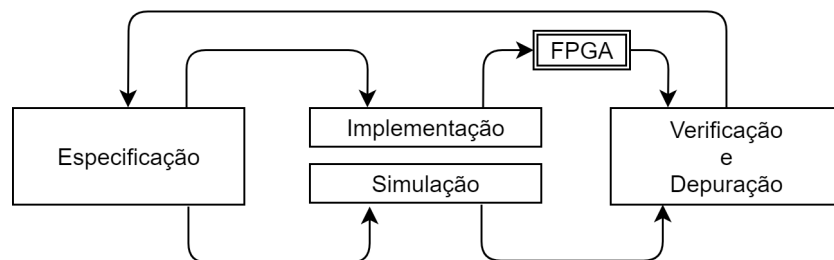 FPGA
Especificação
Implementação
Simulação
Verificação
e
Depuração